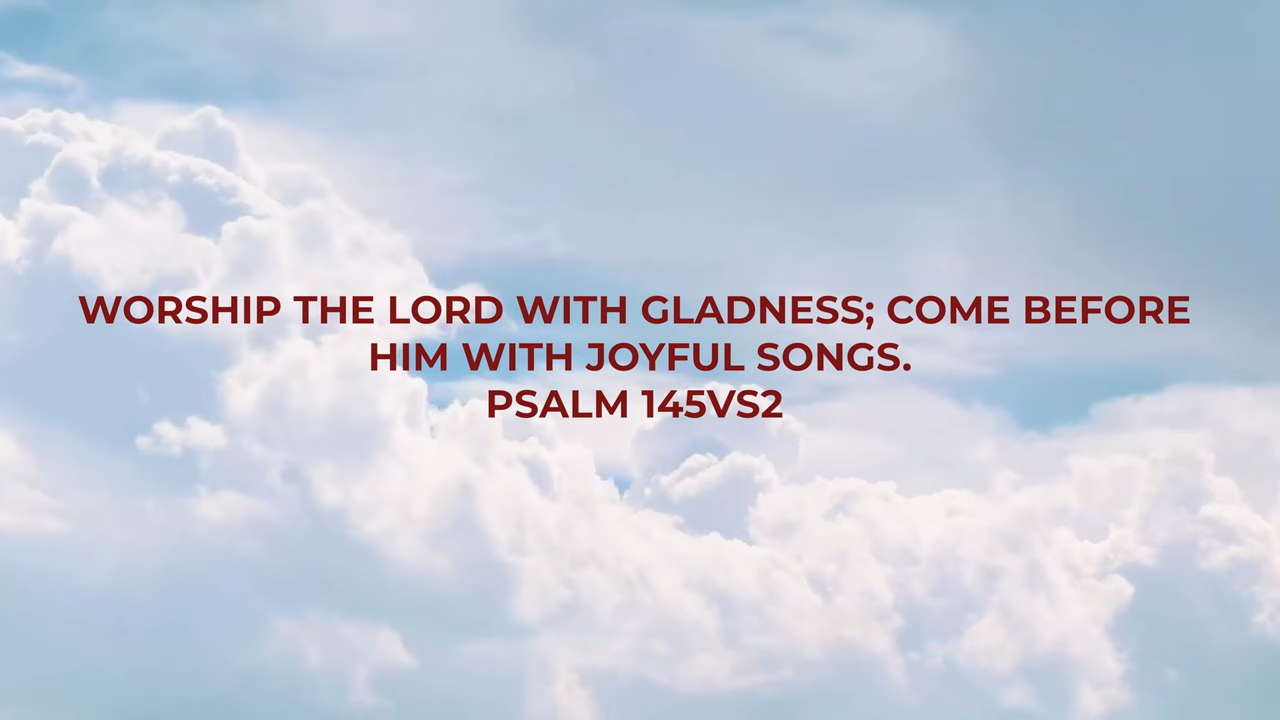 WORSHIP THE LORD WITH GLADNESS; COME BEFORE
HIM WITH JOYFUL SONGS.
PSALM 145VS2